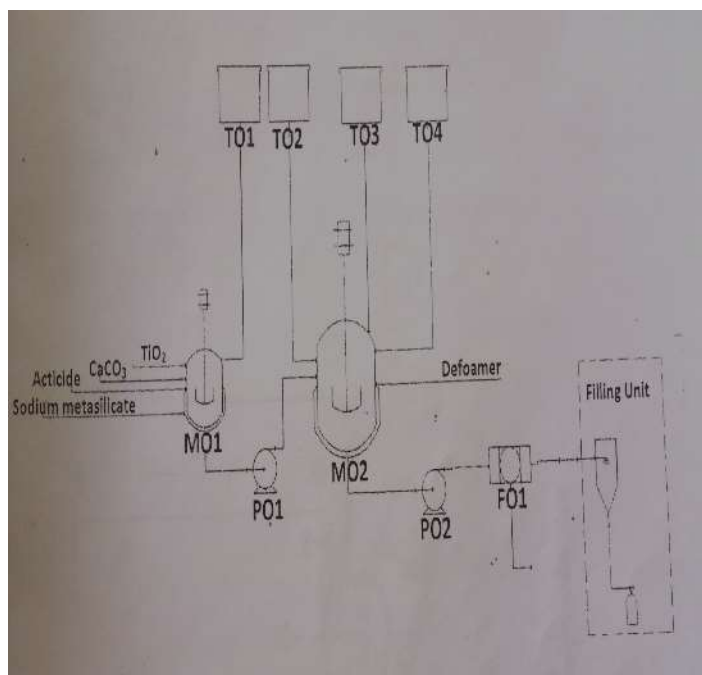 TO1
TO2
TO3
TO4
TiO₂
CaCO₃
Acticide
Sodium metasilicate
MO1
PO1
MO2
Defoamer
PO2
FO1
Filling Unit